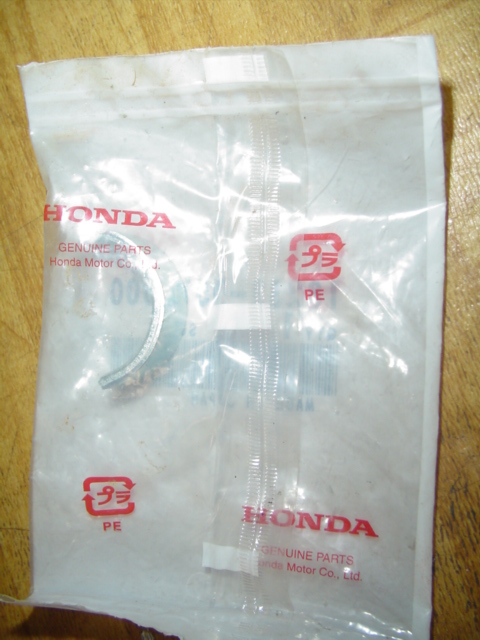 HONDA
GENUINE PARTS
Honda Motor Co., Ltd.
プラ
PE
プラ
PE
HONDA
GENUINE PARTS
Honda Motor Co., Ltd.